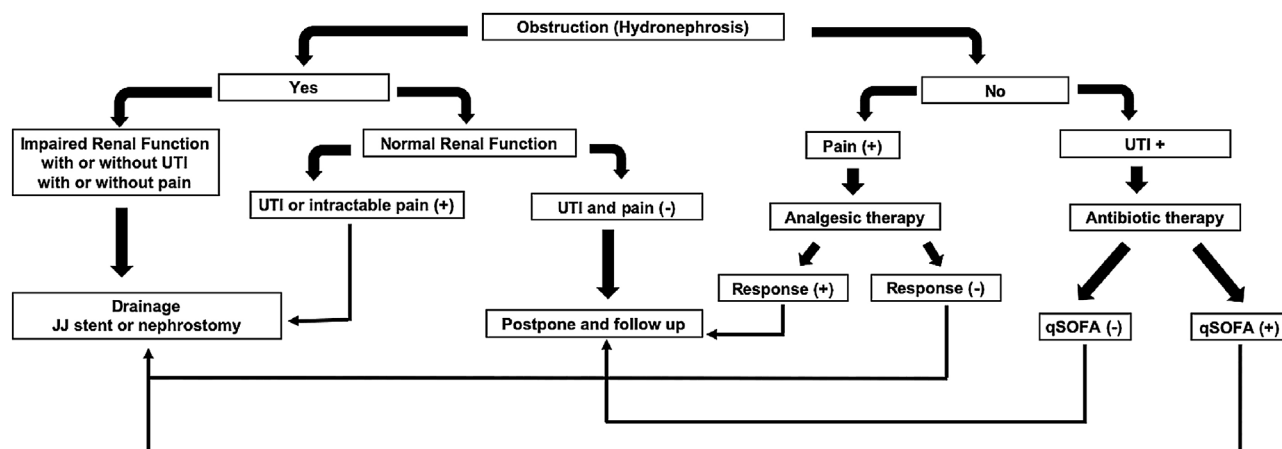 Obstruction (Hydronephrosis)
Yes
No
Impaired Renal Function
with or without UTI
with or without pain
Normal Renal Function
Pain (+)
UTI +
UTI or intractable pain (+)
UTI and pain (-)
Analgesic therapy
Antibiotic therapy
Drainage
JJ stent or nephrostomy
Postpone and follow up
Response (+)
Response (-)
qSOFA (-)
qSOFA (+)